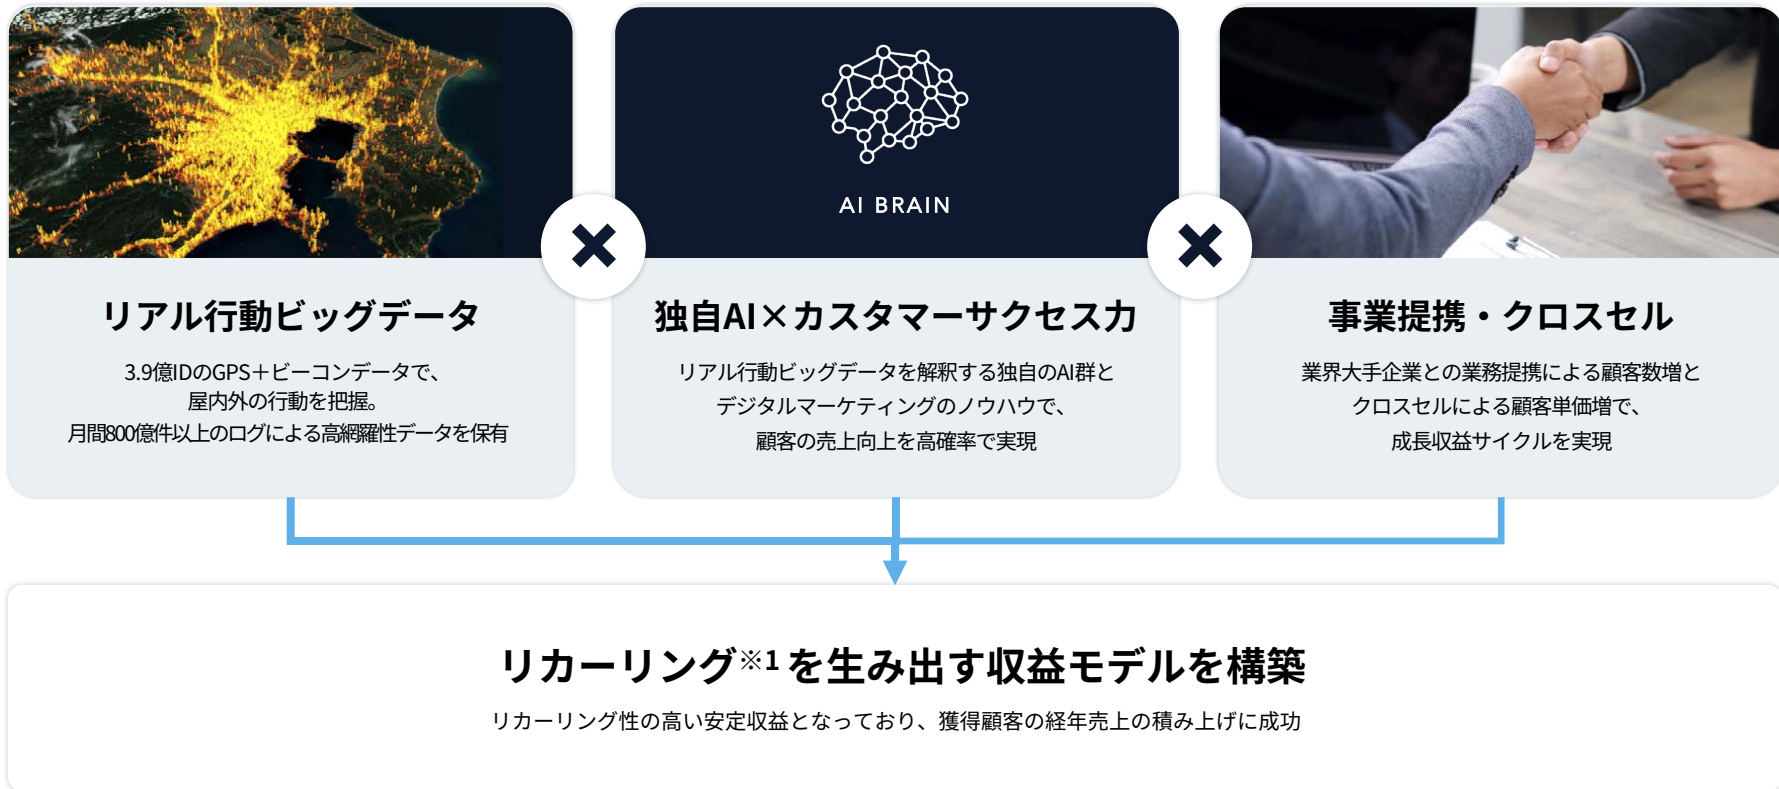 AI BRAIN
リアル行動ビッグデータ
3.9億IDのGPS＋ビーコンデータで、
屋内外の行動を把握。
月間800億件以上のログによる高網羅性データを保有
独自AI×カスタマーサクセス力
リアル行動ビッグデータを解釈する独自のAI群と
デジタルマーケティングのノウハウで、
顧客の売上向上を高確率で実現
事業提携・クロスセル
業界大手企業との業務提携による顧客数増と
クロスセルによる顧客単価増で、
成長収益サイクルを実現
リカーリング※1を生み出す収益モデルを構築
リカーリング性の高い安定収益となっており、獲得顧客の経年売上の積み上げに成功